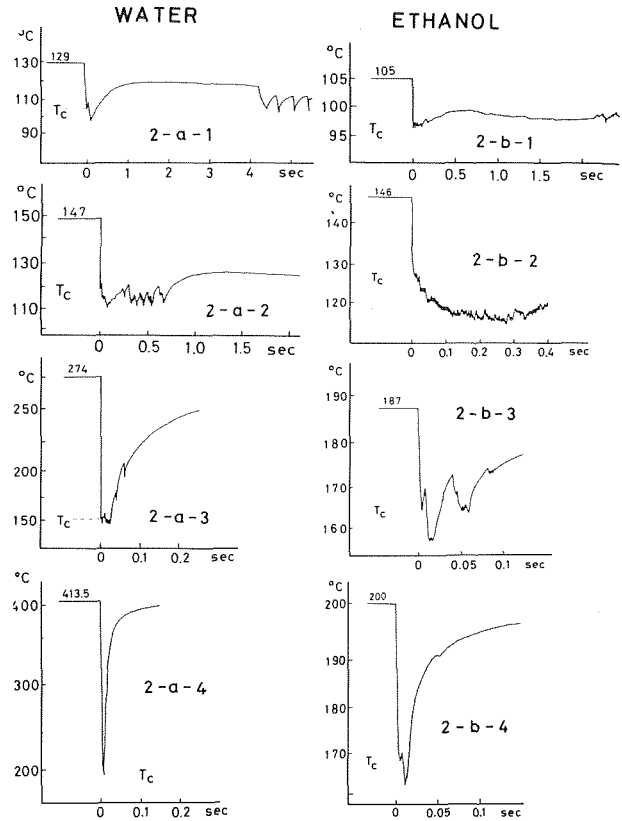 WATER
°C
129
130
110
90
Tc
2-a-1
0 1 2 3 4 sec
°C
147
150
130
110
Tc
2-a-2
0 0.5 1.0 1.5 sec
°C
274
250
200
150
Tc
2-a-3
0 0.1 0.2 sec
°C
413.5
400
300
200
2-a-4
Tc
0 0.1 0.2 sec
ETHANOL
°C
105
105
100
95
Tc
2-b-1
0 0.5 1.0 1.5 sec
°C
146
140
130
120
Tc
2-b-2
0 0.1 0.2 0.3 0.4 sec
°C
187
190
180
170
160
Tc
2-b-3
0 0.05 0.1 sec
°C
200
200
190
180
170
Tc
2-b-4
0 0.05 0.1 sec